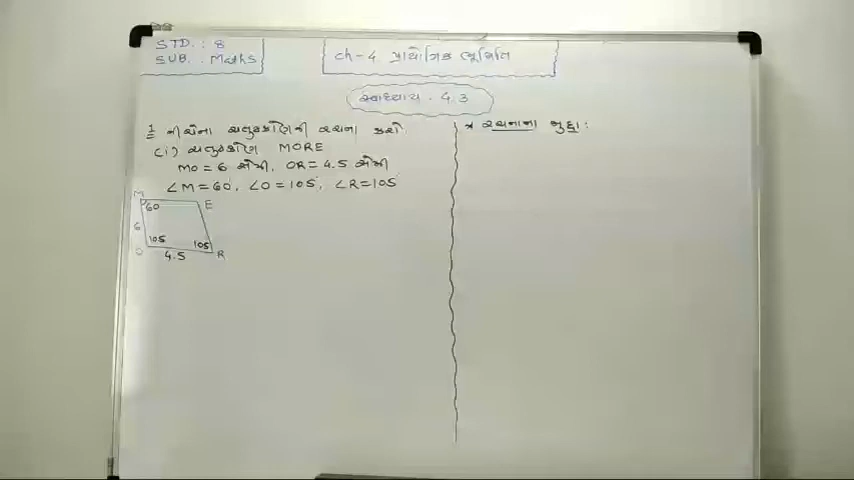 STD. : 8
SUB. : Maths
ch-4 પ્રાયોગિક ભૂમિતિ
સ્વાધ્યાય - 4.3
1 નીચેના ચતુષ્કોણની રચના કરો
(i) ચતુષ્કોણ MORE
MO = 6 સેમી, OR = 4.5 સેમી
∠M = 60°, ∠O = 105°, ∠R = 105°
M
60
E
6
105
105
O
4.5
R
* રચનાના મુદ્દા :